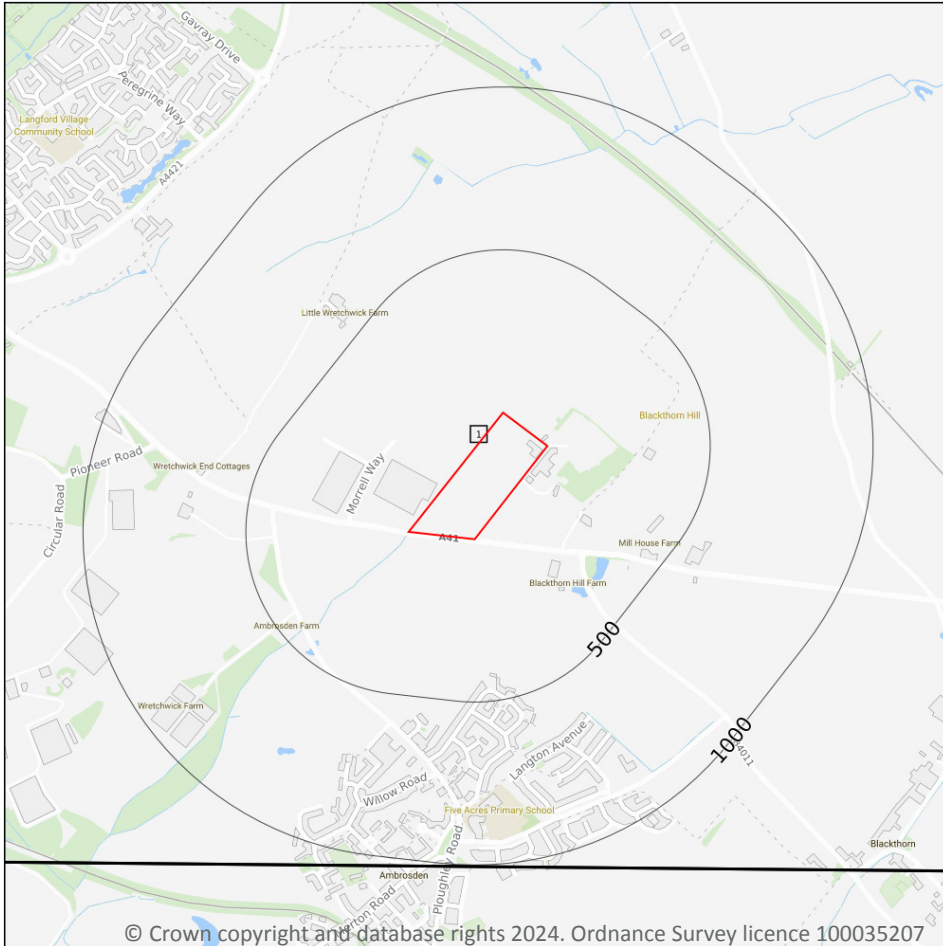 Gavray Drive
Peregrine Way
Langford Village
Community School
A4421
Little Wretchwick Farm
Blackthorn Hill
1
Pioneer Road
Wretchwick End Cottages
Morrell Way
Circular Road
A41
Mill House Farm
Blackthorn Hill Farm
Ambrosden Farm
500
Wretchwick Farm
1000
A4011
Langton Avenue
Willow Road
Five Acres Primary School
Ploughley Road
Blackthorn
Ambrosden
Merton Road
© Crown copyright and database rights 2024. Ordnance Survey licence 100035207